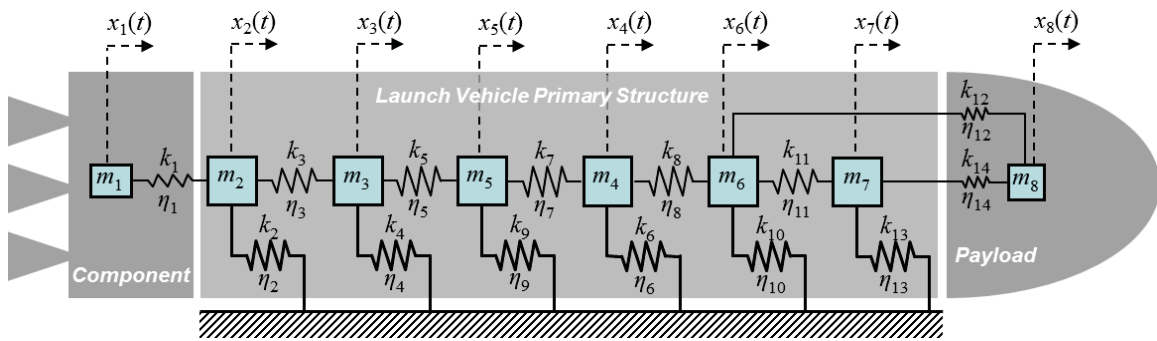 x₁(t) x₂(t) x₃(t) x₅(t) x₄(t) x₆(t) x₇(t) x₈(t)
Launch Vehicle Primary Structure
k₁₂
η₁₂
k₁ k₃ k₅ k₇ k₈ k₁₁ k₁₄
m₁ m₂ m₃ m₅ m₄ m₆ m₇ m₈
η₁ η₃ η₅ η₇ η₈ η₁₁ η₁₄
k₂ k₄ k₉ k₆ k₁₀ k₁₃
Component Payload
η₂ η₄ η₉ η₆ η₁₀ η₁₃